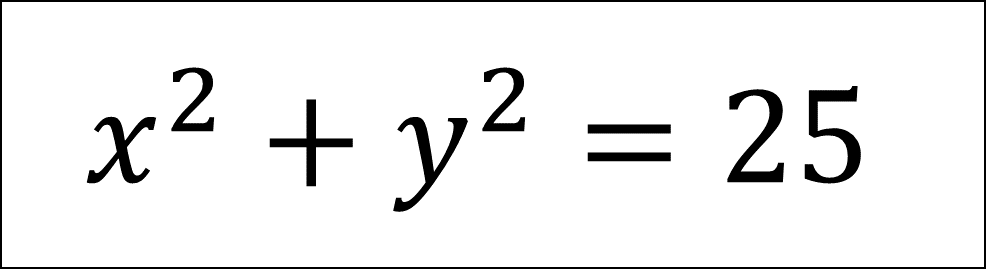 x² + y² = 25